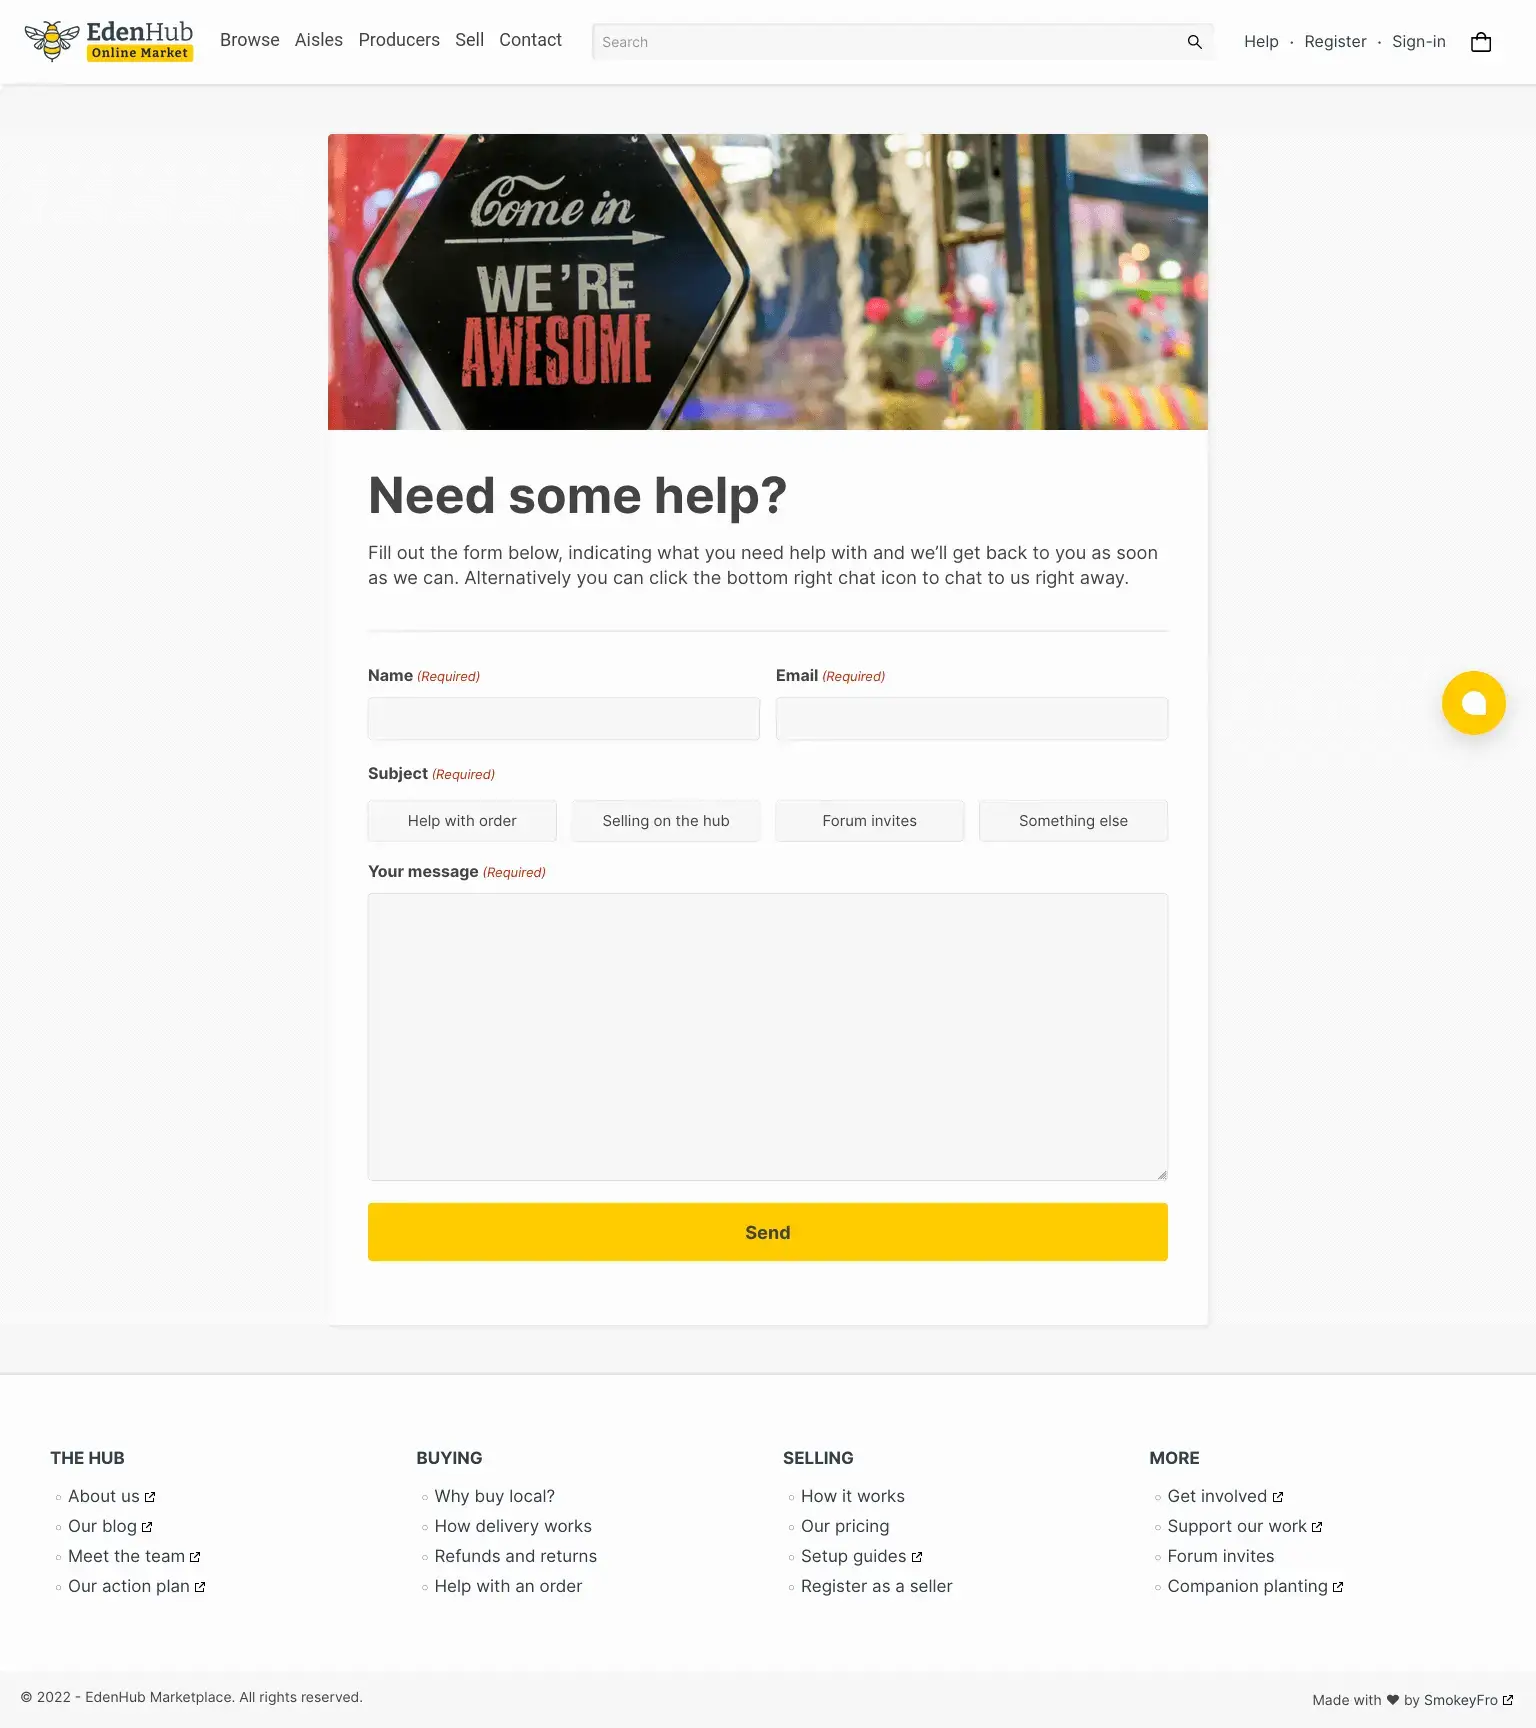 EdenHub
Online Market
Browse Aisles Producers Sell Contact
Search
Help · Register · Sign-in
Come in
WE'RE
AWESOME
Need some help?
Fill out the form below, indicating what you need help with and we’ll get back to you as soon
as we can. Alternatively you can click the bottom right chat icon to chat to us right away.
Name (Required)
Email (Required)
Subject (Required)
Help with order
Selling on the hub
Forum invites
Something else
Your message (Required)
Send
THE HUB
About us
Our blog
Meet the team
Our action plan
BUYING
Why buy local?
How delivery works
Refunds and returns
Help with an order
SELLING
How it works
Our pricing
Setup guides
Register as a seller
MORE
Get involved
Support our work
Forum invites
Companion planting
© 2022 - EdenHub Marketplace. All rights reserved.
Made with ♥ by SmokeyFro